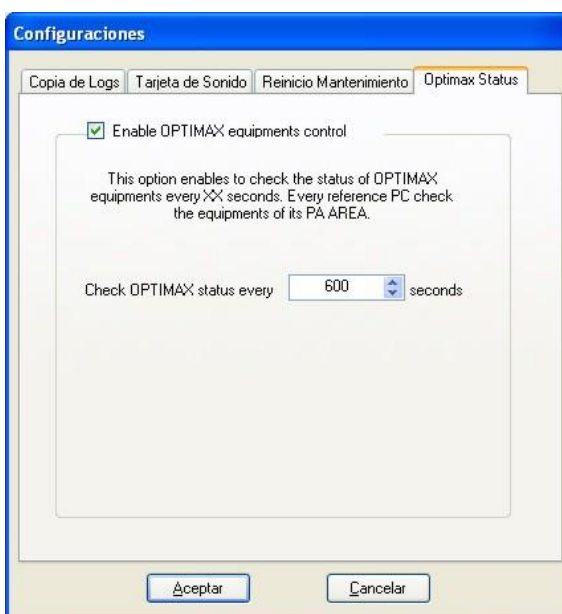 Configuraciones
Copia de Logs Tarjeta de Sonido Reinicio Mantenimiento Optimax Status
Enable OPTIMAX equipments control
This option enables to check the status of OPTIMAX
equipments every XX seconds. Every reference PC check
the equipments of its PA AREA.
Check OPTIMAX status every 600 seconds
Aceptar Cancelar